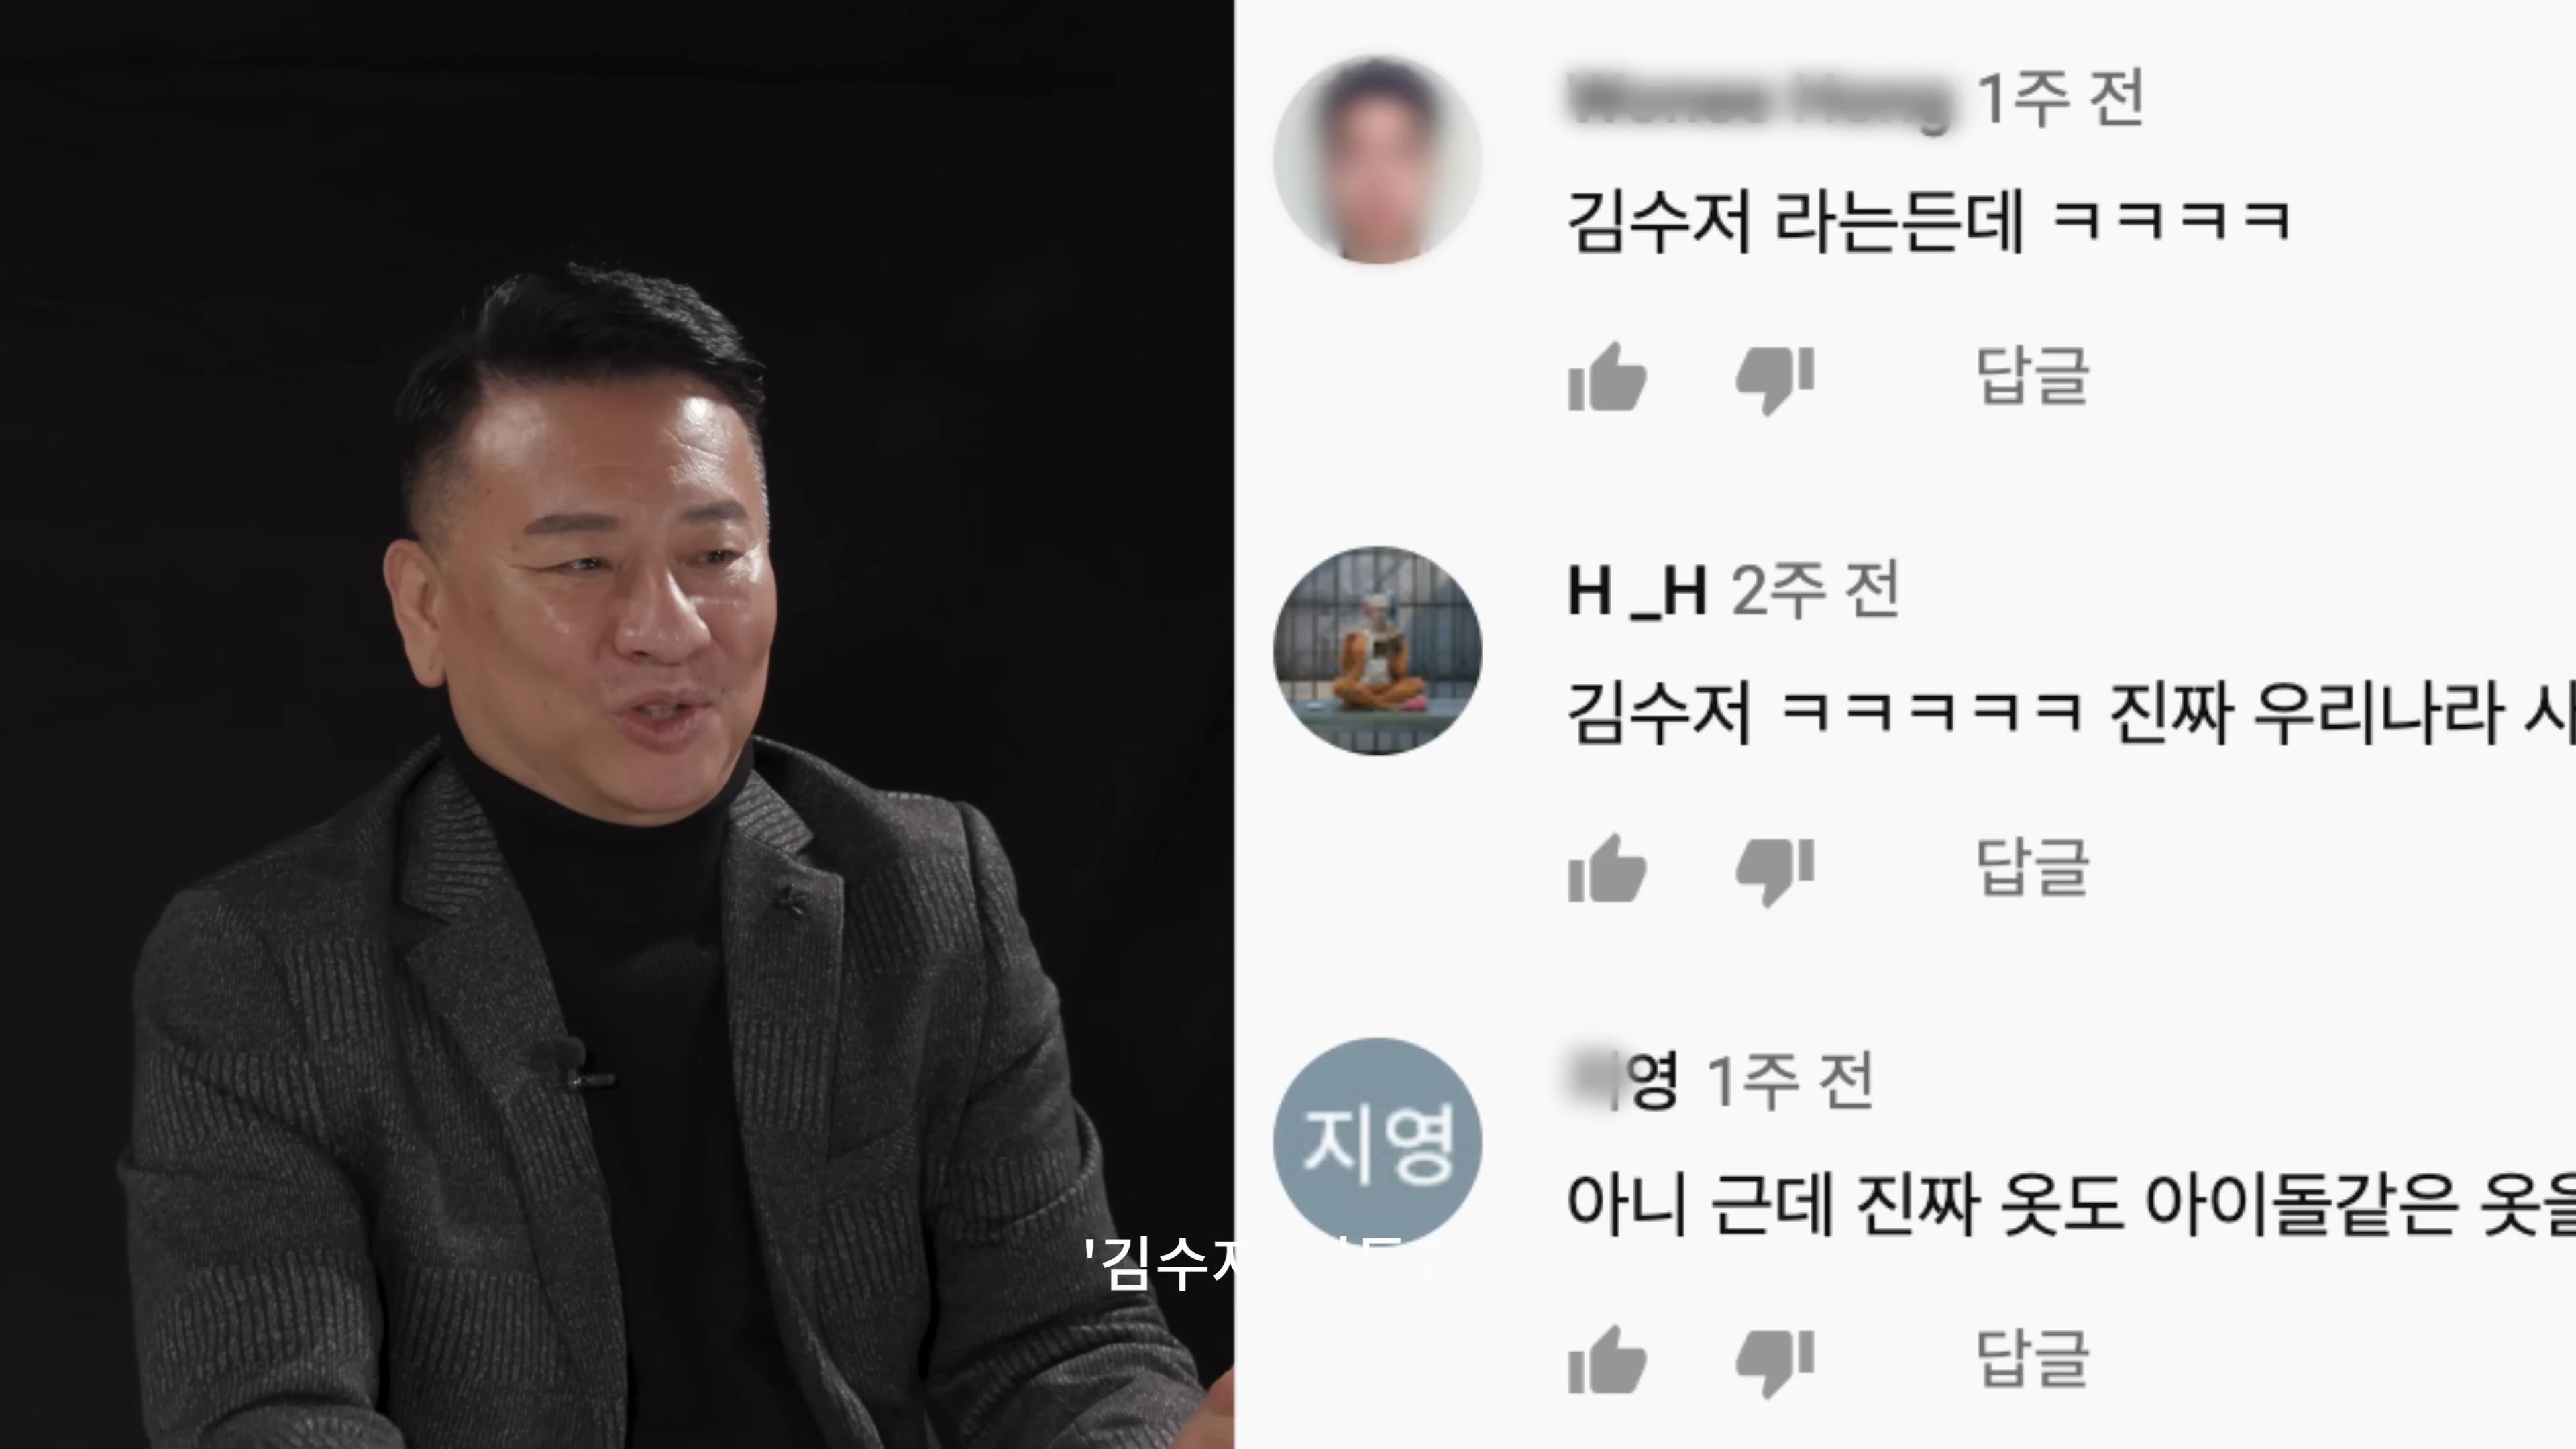 1주 전
김수저 라는든데 ㅋㅋㅋㅋ
답글
H _H 2주 전
김수저 ㅋㅋㅋㅋㅋ 진짜 우리나라 사
답글
지영
영 1주 전
아니 근데 진짜 옷도 아이돌같은 옷을
'김수저
답글